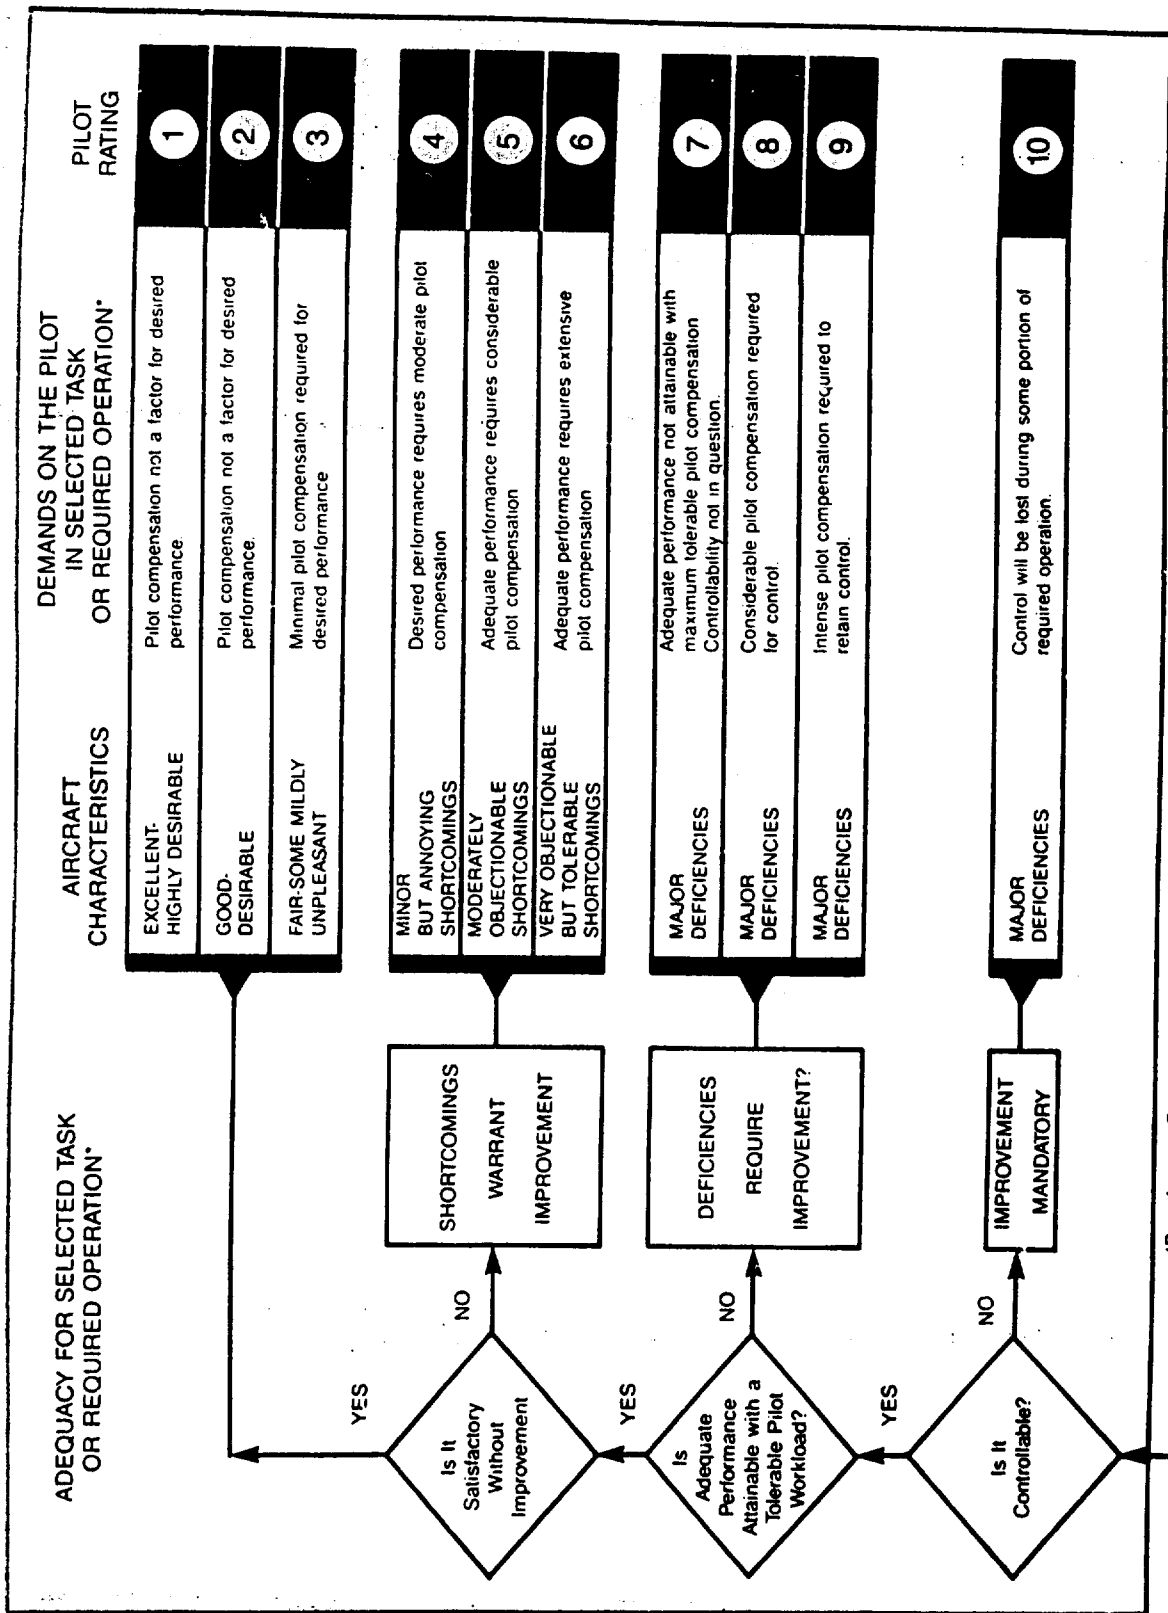 ADEQUACY FOR SELECTED TASK
OR REQUIRED OPERATION*
AIRCRAFT
CHARACTERISTICS
DEMANDS ON THE PILOT
IN SELECTED TASK
OR REQUIRED OPERATION*
PILOT
RATING
EXCELLENT-
HIGHLY DESIRABLE
Pilot compensation not a factor for desired
performance.
1
GOOD-
DESIRABLE
Pilot compensation not a factor for desired
performance.
2
FAIR-SOME MILDLY
UNPLEASANT
Minimal pilot compensation required for
desired performance
3
YES
Is It
Satisfactory
Without
Improvement
NO
SHORTCOMINGS
WARRANT
IMPROVEMENT
MINOR
BUT ANNOYING
SHORTCOMINGS
Desired performance requires moderate pilot
compensation
4
MODERATELY
OBJECTIONABLE
SHORTCOMINGS
Adequate performance requires considerable
pilot compensation
5
VERY OBJECTIONABLE
BUT TOLERABLE
SHORTCOMINGS
Adequate performance requires extensive
pilot compensation
6
YES
Is
Adequate
Performance
Attainable with a
Tolerable Pilot
Workload?
NO
DEFICIENCIES
REQUIRE
IMPROVEMENT?
MAJOR
DEFICIENCIES
Adequate performance not attainable with
maximum tolerable pilot compensation
Controllability not in question.
7
MAJOR
DEFICIENCIES
Considerable pilot compensation required
for control.
8
MAJOR
DEFICIENCIES
Intense pilot compensation required to
retain control.
9
YES
Is It
Controllable?
NO
IMPROVEMENT
MANDATORY
MAJOR
DEFICIENCIES
Control will be lost during some portion of
required operation.
10